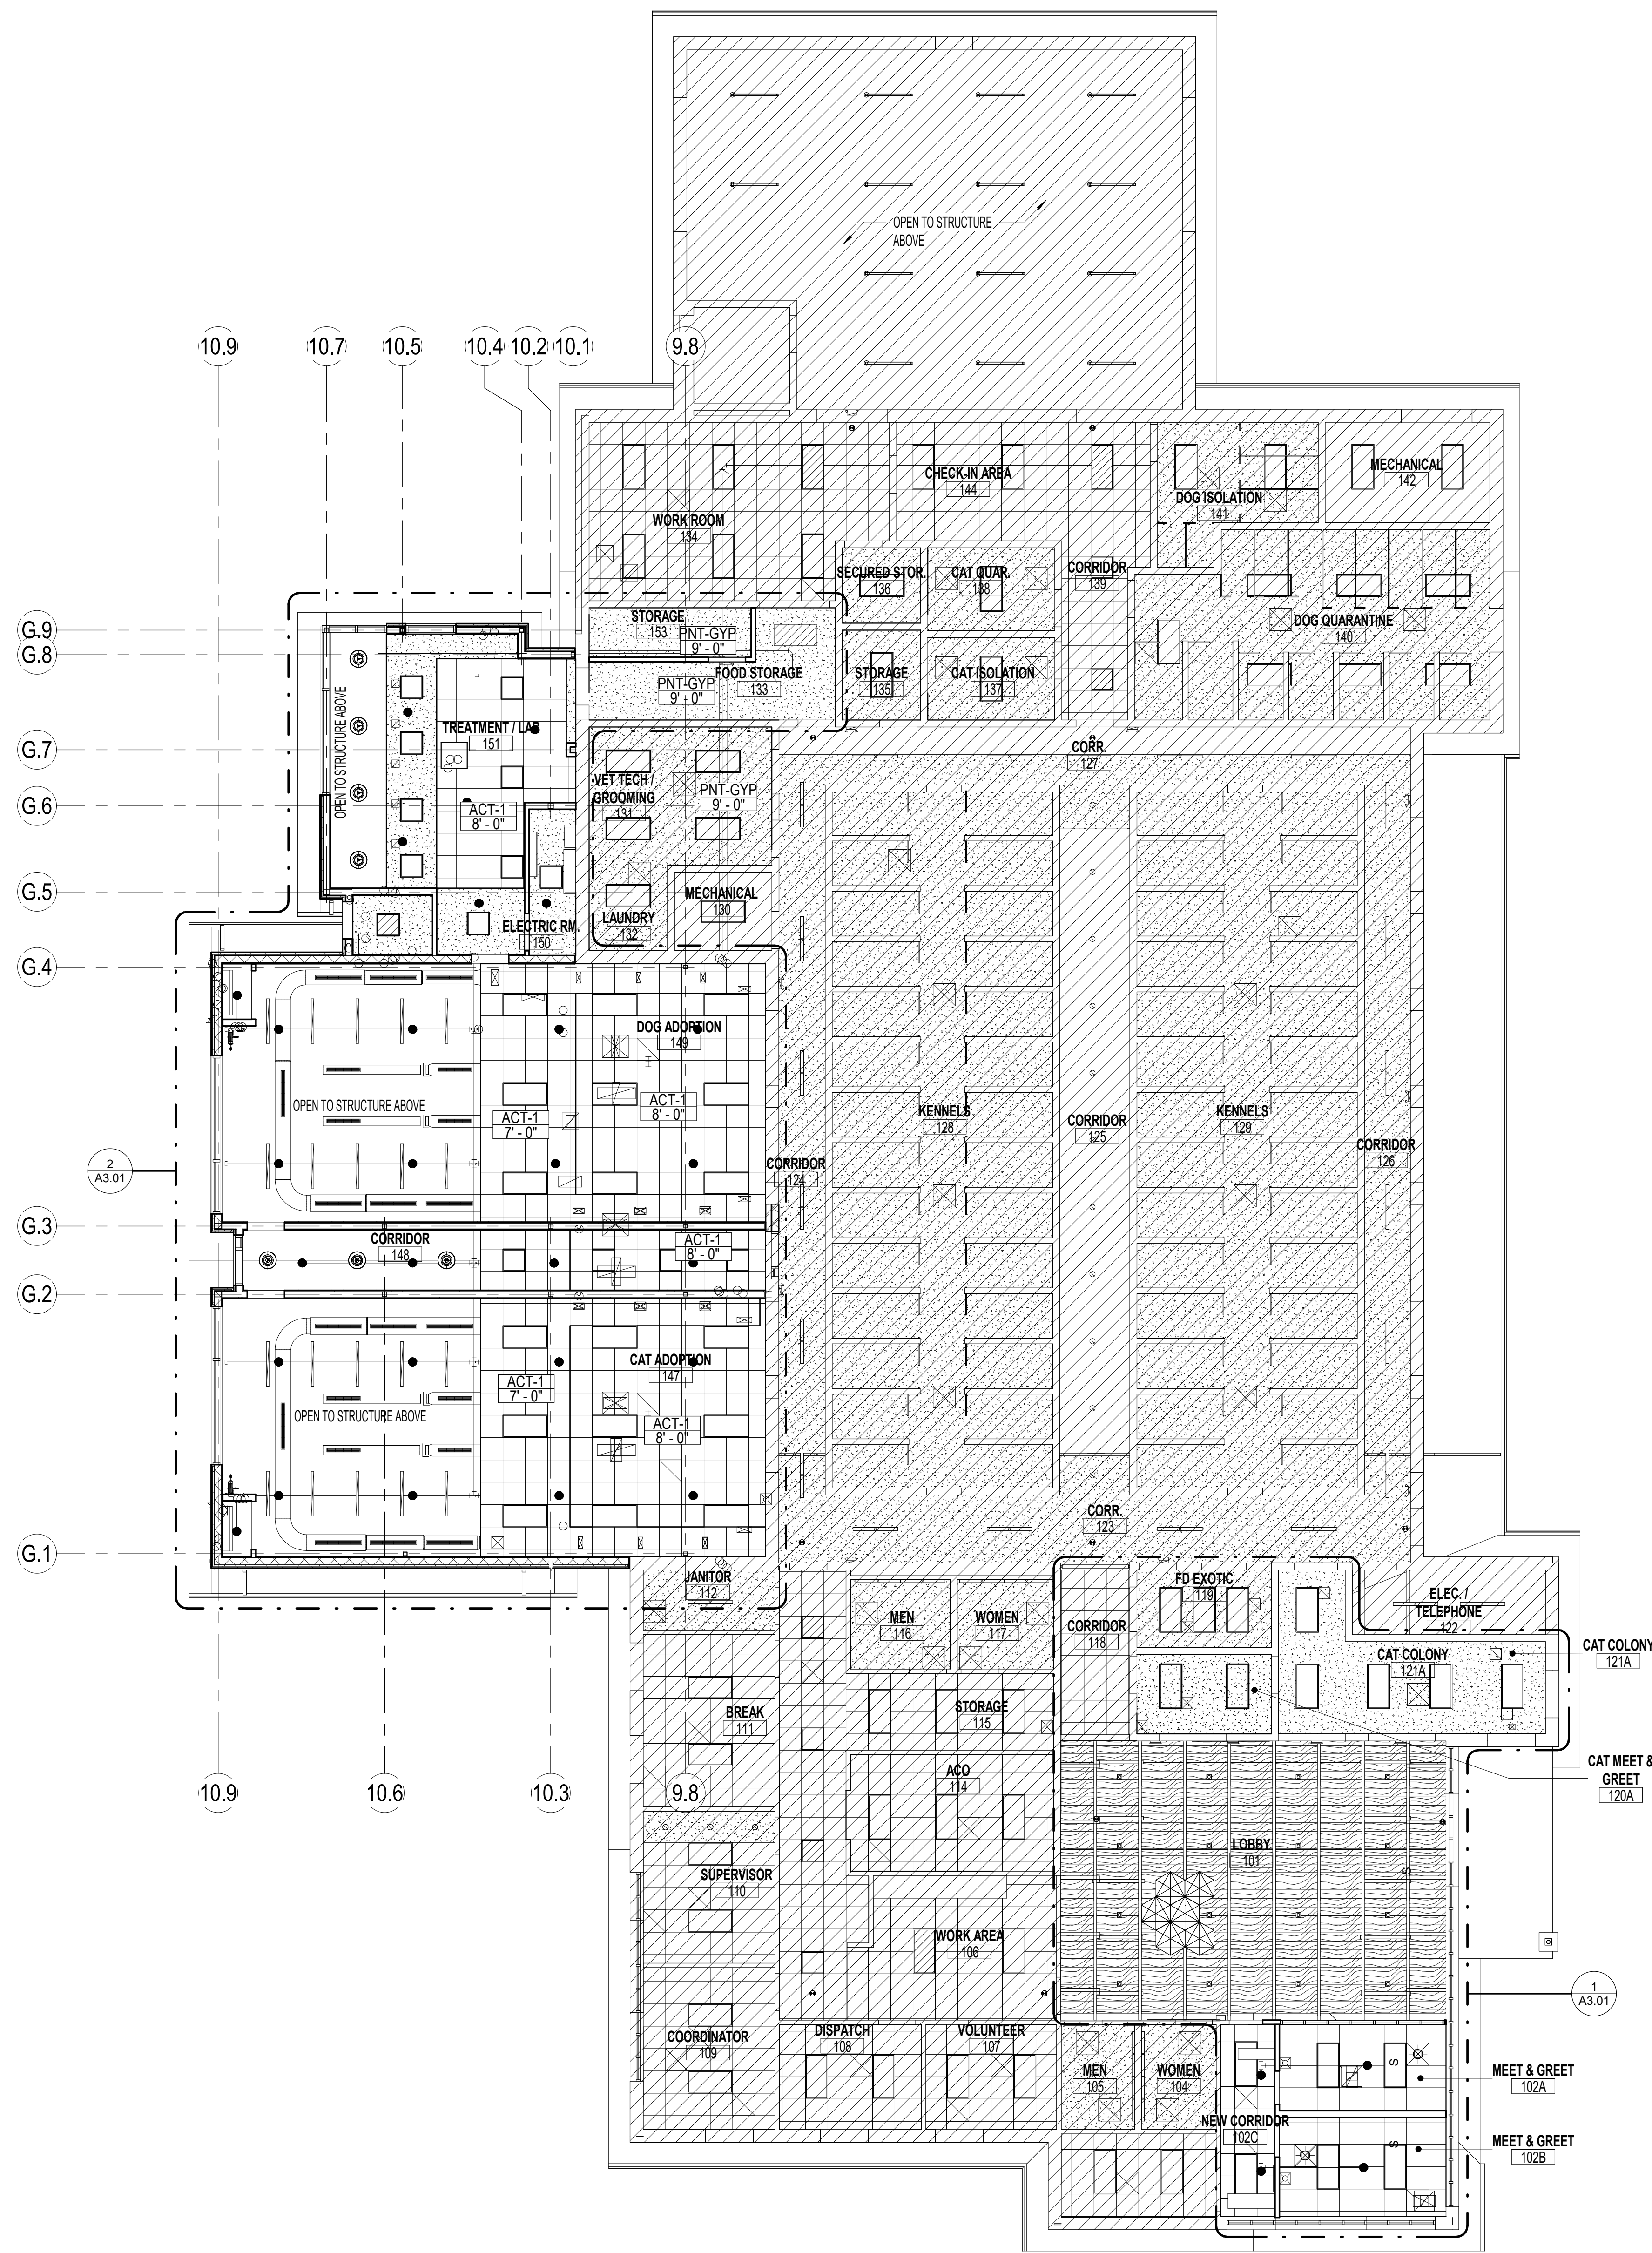 OPEN TO STRUCTURE
ABOVE
10.9
10.7
10.5
10.4
10.2
10.1
9.8
CHECK-IN AREA
144
MECHANICAL
142
DOG ISOLATION
141
WORK ROOM
134
SECURED STOR.
136
CAT QUAR.
138
CORRIDOR
139
STORAGE
153
PNT-GYP
9' - 0"
DOG QUARANTINE
140
G.9
G.8
FOOD STORAGE
133
PNT-GYP
9' - 0"
STORAGE
135
CAT ISOLATION
137
OPEN TO STRUCTURE ABOVE
TREATMENT / LAB
151
G.7
CORR.
127
VET TECH /
GROOMING
131
PNT-GYP
9' - 0"
G.6
ACT-1
8' - 0"
G.5
MECHANICAL
130
LAUNDRY
132
ELECTRIC RM.
150
G.4
DOG ADOPTION
149
ACT-1
8' - 0"
OPEN TO STRUCTURE ABOVE
ACT-1
7' - 0"
KENNELS
128
CORRIDOR
125
KENNELS
129
CORRIDOR
126
2
A3.01
CORRIDOR
124
G.3
CORRIDOR
148
ACT-1
8' - 0"
G.2
CAT ADOPTION
147
ACT-1
7' - 0"
OPEN TO STRUCTURE ABOVE
ACT-1
8' - 0"
CORR.
123
G.1
JANITOR
112
FD EXOTIC
119
ELEC. /
TELEPHONE
122
MEN
116
WOMEN
117
CORRIDOR
118
CAT COLONY
121A
CAT COLONY
121A
BREAK
111
STORAGE
115
10.9
10.6
10.3
9.8
ACO
114
CAT MEET &
GREET
120A
LOBBY
101
S
SUPERVISOR
110
WORK AREA
106
1
A3.01
COORDINATOR
109
DISPATCH
108
VOLUNTEER
107
MEN
105
WOMEN
104
S
MEET & GREET
102A
NEW CORRIDOR
102C
S
MEET & GREET
102B